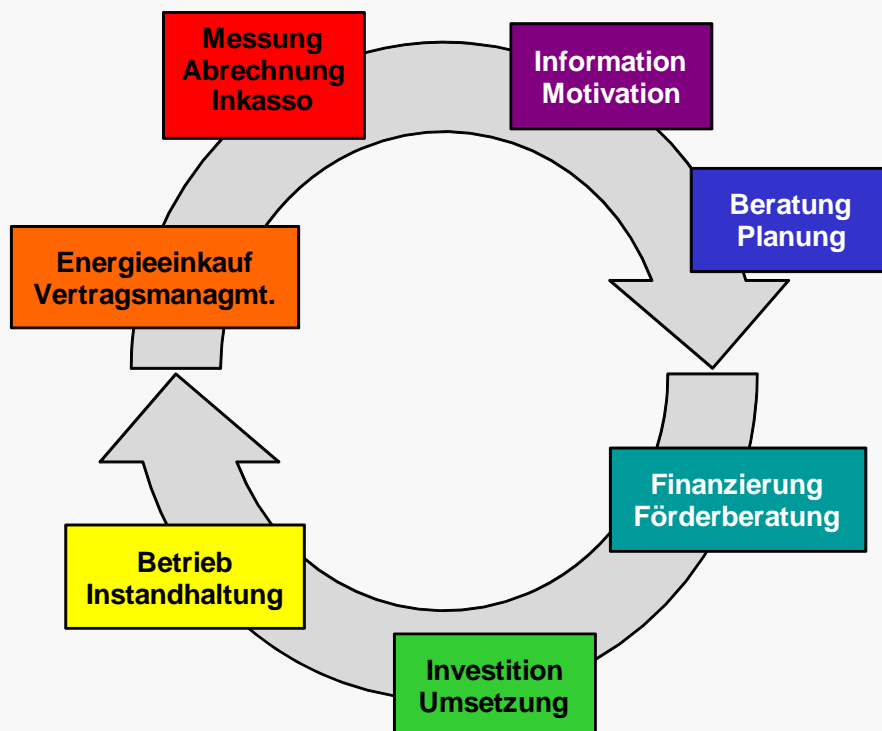 Messung
Abrechnung
Inkasso
Information
Motivation
Beratung
Planung
Energieeinkauf
Vertragsmanagmt.
Finanzierung
Förderberatung
Betrieb
Instandhaltung
Investition
Umsetzung